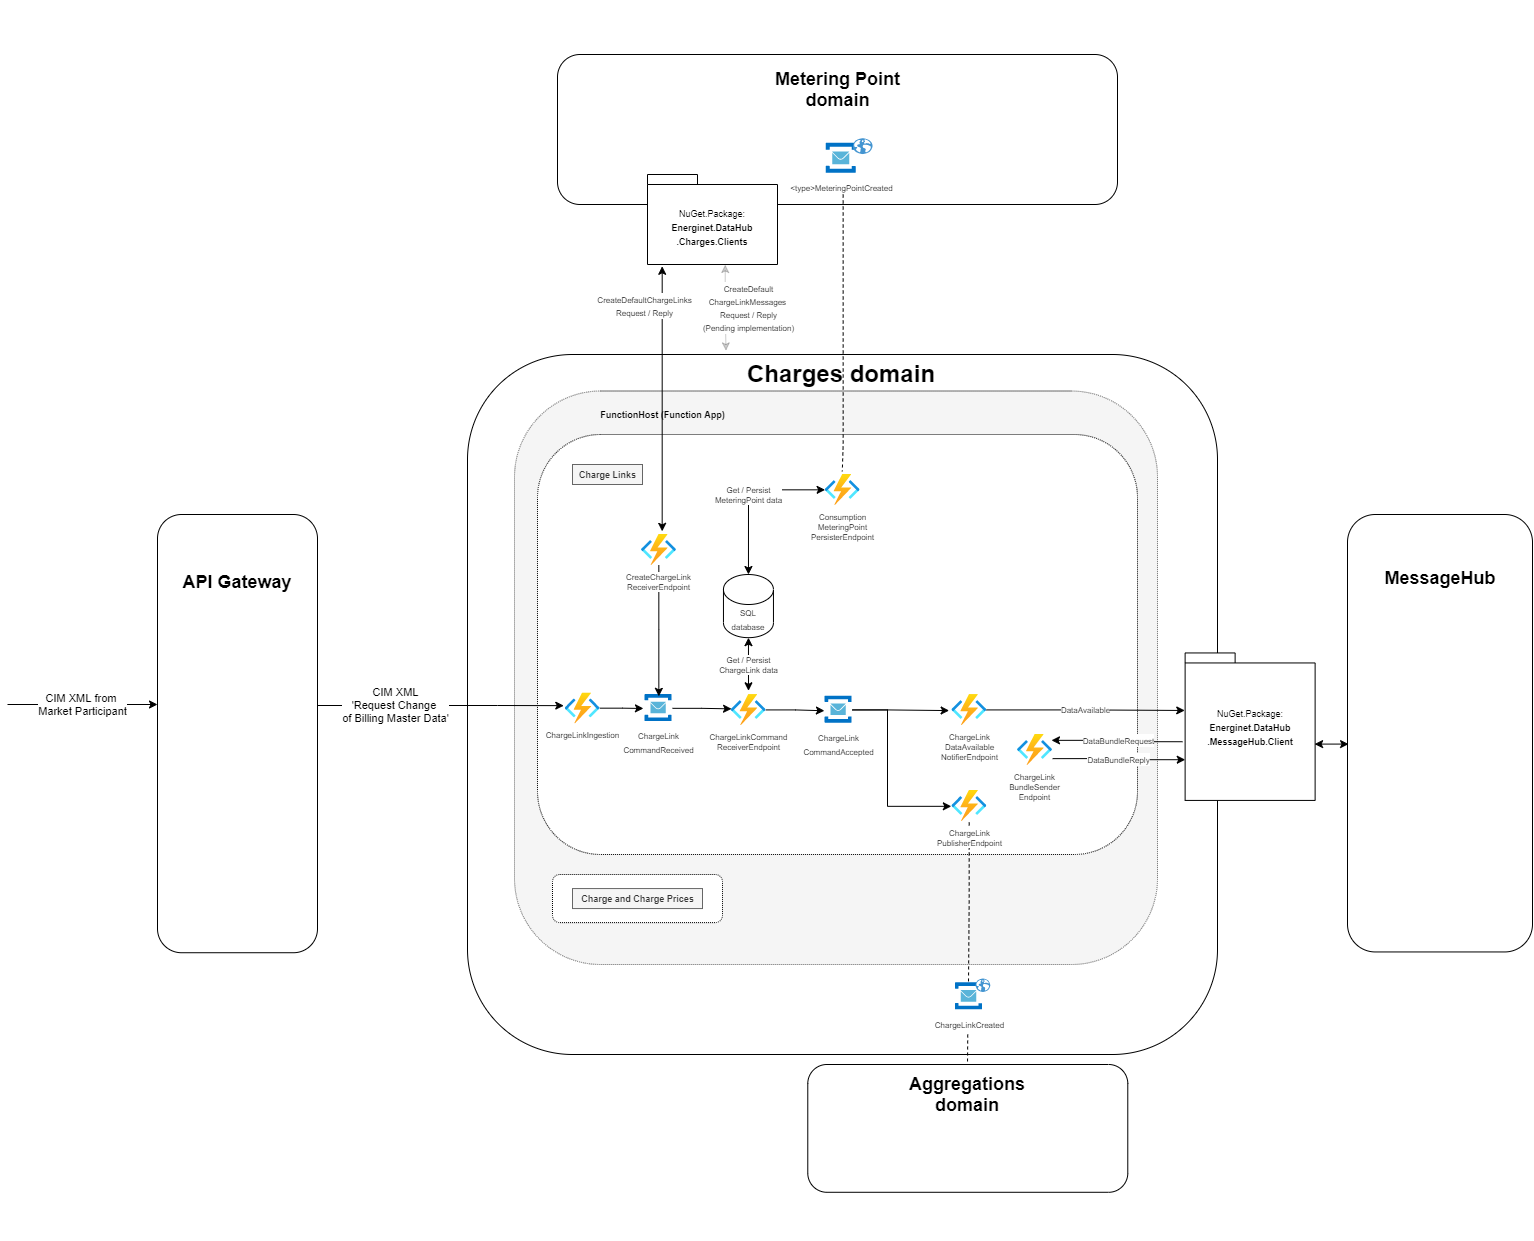 Metering Point
domain
<type>MeteringPointCreated
NuGet.Package:
Energinet.DataHub
.Charges.Clients
CreateDefaultChargeLinks
Request / Reply
CreateDefault
ChargeLinkMessages
Request / Reply
(Pending implementation)
Charges domain
FunctionHost (Function App)
Charge Links
Get / Persist
MeteringPoint data
Consumption
MeteringPoint
PersisterEndpoint
CreateChargeLink
ReceiverEndpoint
SQL
database
Get / Persist
ChargeLink data
API Gateway
MessageHub
CIM XML from
Market Participant
CIM XML
'Request Change
of Billing Master Data'
ChargeLinkIngestion
ChargeLink
CommandReceived
ChargeLinkCommand
ReceiverEndpoint
ChargeLink
CommandAccepted
ChargeLink
DataAvailable
NotifierEndpoint
DataAvailable
DataBundleRequest
DataBundleReply
ChargeLink
BundleSender
Endpoint
NuGet.Package:
Energinet.DataHub
.MessageHub.Client
ChargeLink
PublisherEndpoint
Charge and Charge Prices
ChargeLinkCreated
Aggregations
domain